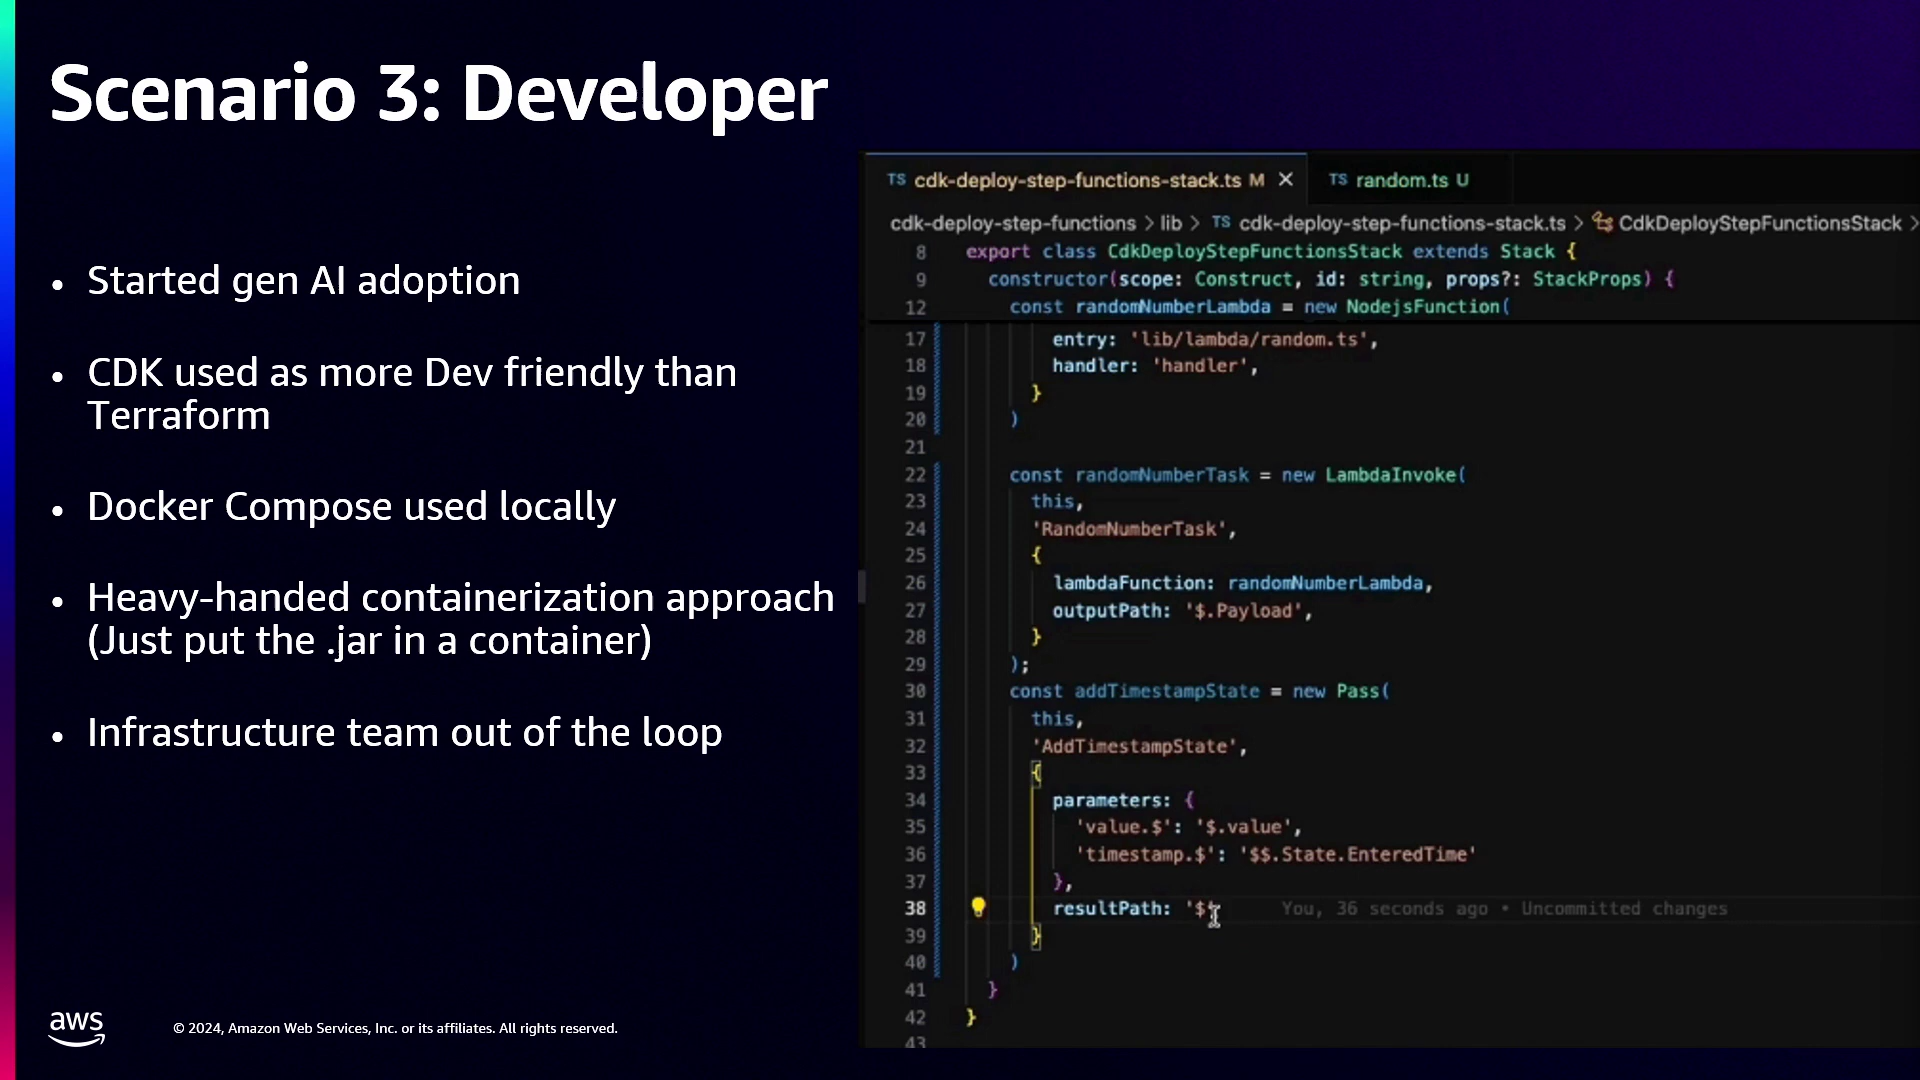 Scenario 3: Developer
• Started gen AI adoption
• CDK used as more Dev friendly than
Terraform
• Docker Compose used locally
• Heavy-handed containerization approach
(Just put the .jar in a container)
• Infrastructure team out of the loop
aws
© 2024, Amazon Web Services, Inc. or its affiliates. All rights reserved.
TS cdk-deploy-step-functions-stack.ts M × TS random.ts U
cdk-deploy-step-functions > lib > TS cdk-deploy-step-functions-stack.ts > CdkDeployStepFunctionsStack >
8 export class CdkDeployStepFunctionsStack extends Stack {
9 constructor(scope: Construct, id: string, props?: StackProps) {
12 const randomNumberLambda = new NodejsFunction(
17 entry: 'lib/lambda/random.ts',
18 handler: 'handler',
19 }
20 )
21
22 const randomNumberTask = new LambdaInvoke(
23 this,
24 'RandomNumberTask',
25 {
26 lambdaFunction: randomNumberLambda,
27 outputPath: '$.Payload',
28 }
29 );
30 const addTimestampState = new Pass(
31 this,
32 'AddTimestampState',
33 {
34 parameters: {
35 'value.$': '$.value',
36 'timestamp.$': '$$.State.EnteredTime'
37 },
38 resultPath: '$' You, 36 seconds ago • Uncommitted changes
39 }
40 )
41 }
42 }
43